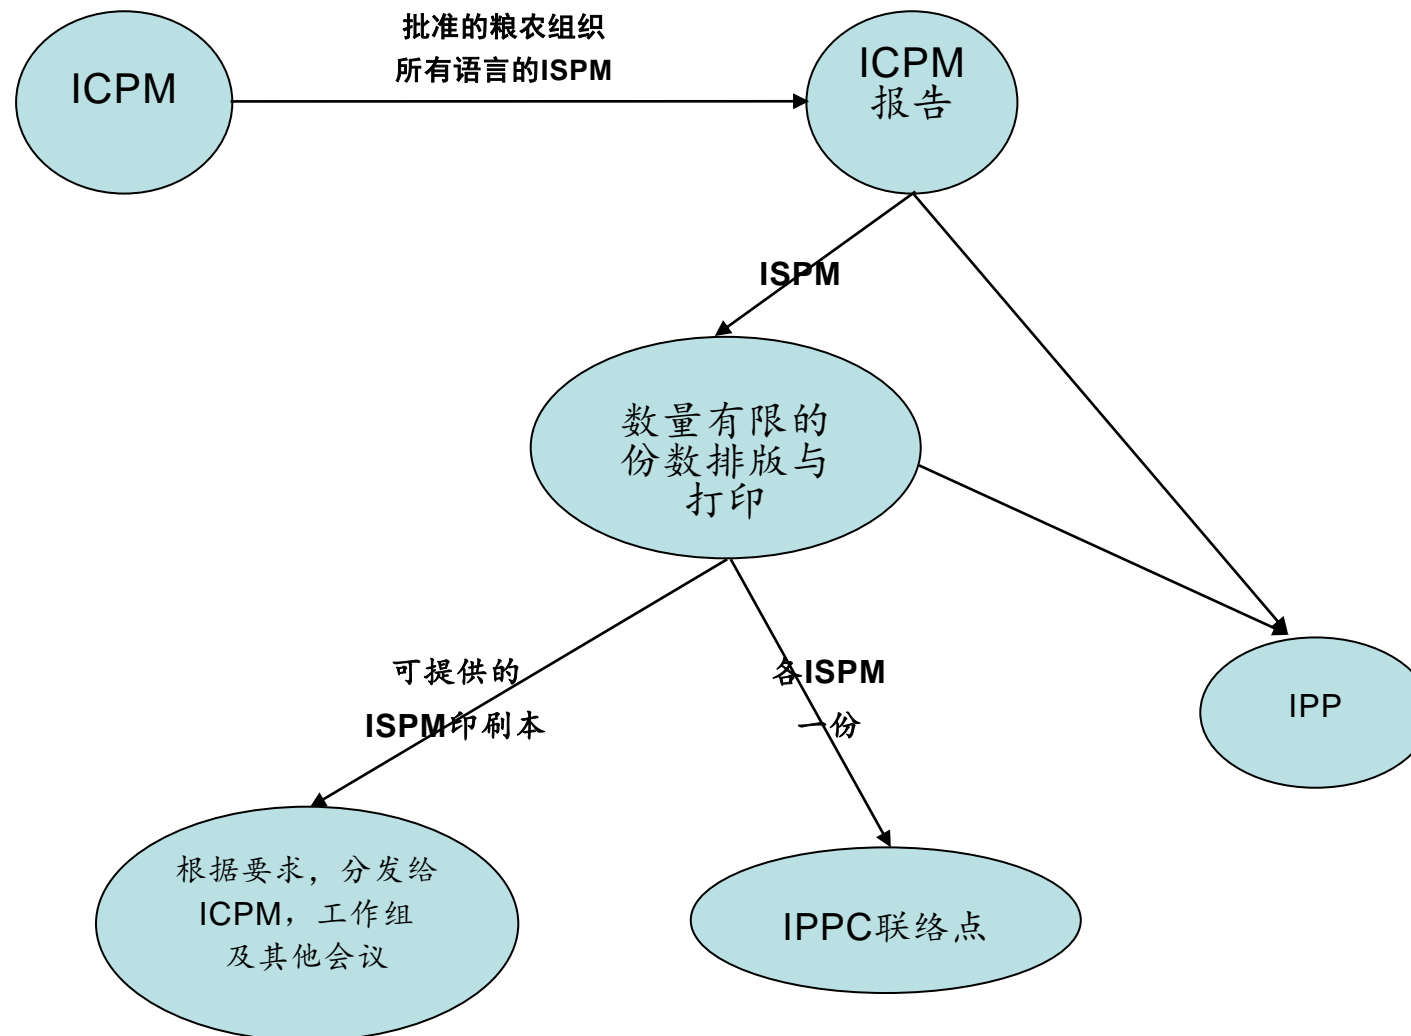 批准的粮农组织
所有语言的ISPM
ICPM
ICPM
报告
ISPM
数量有限的
份数排版与
打印
可提供的
ISPM印刷本
各ISPM
一份
IPP
根据要求，分发给
ICPM，工作组
及其他会议
IPPC联络点